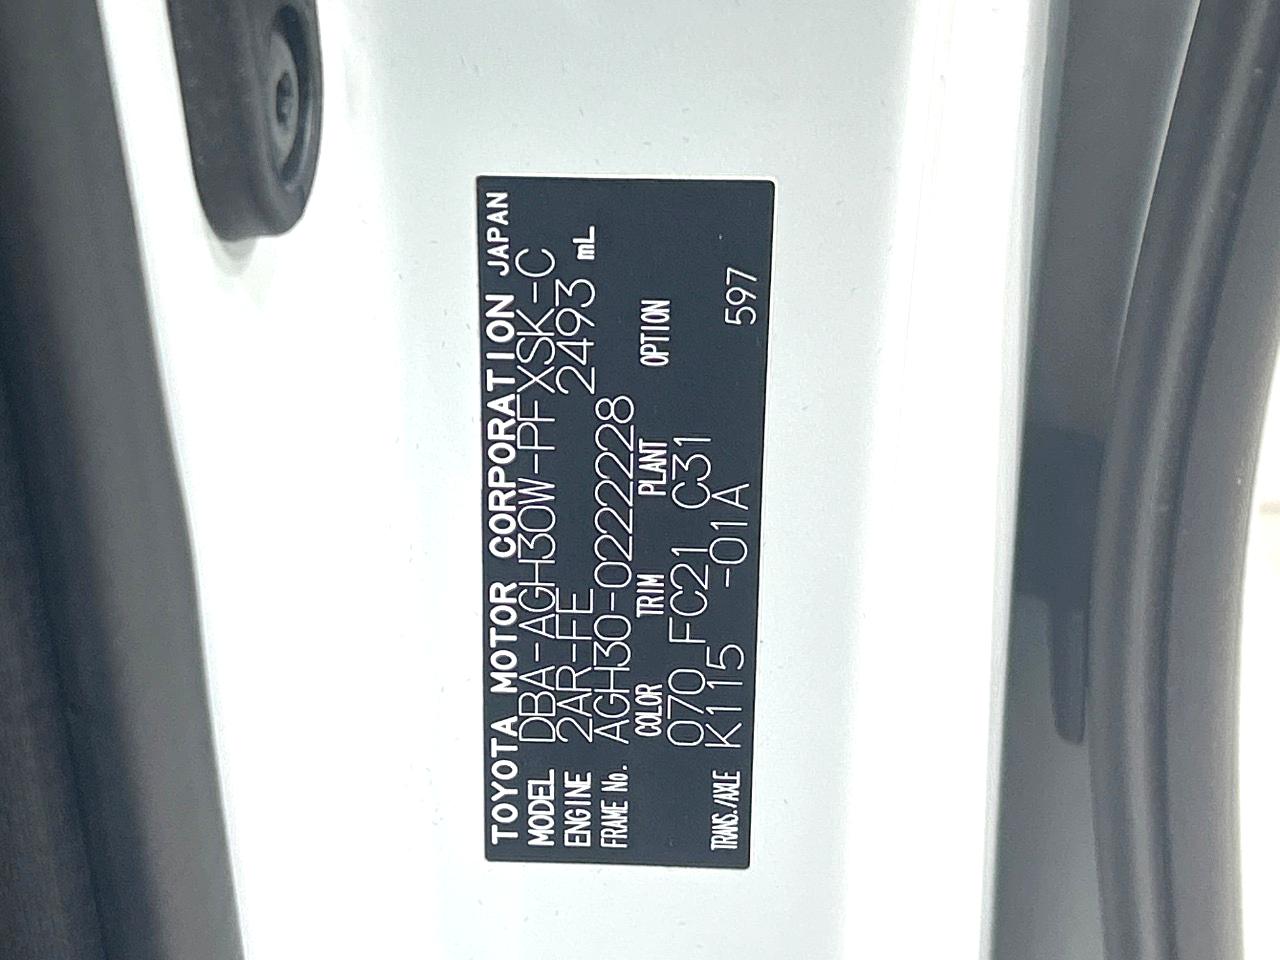 TOYOTA MOTOR CORPORATION JAPAN
MODEL DBA-AGH30W-PFXSK-C
ENGINE 2AR-FE 2493 mL
FRAME No. AGH30-0222228
COLOR TRIM PLANT OPTION
070 FC21 C31
TRANS./AXLE K115 -01A 597